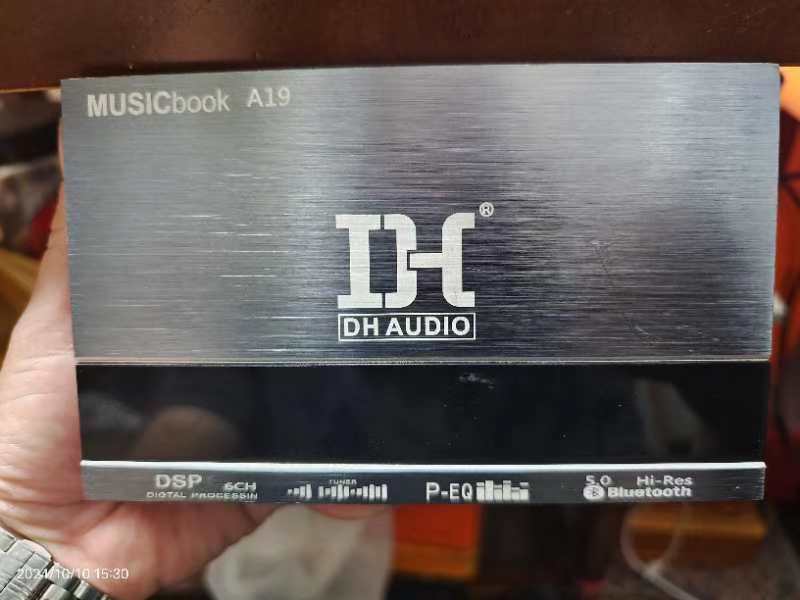 MUSICbook A19
DH
®
DH AUDIO
DSP 6CH
DIGITAL PROCESSIN
TUNER
P-EQ
5.0 Hi-Res
Bluetooth
2024/10/10 15:30